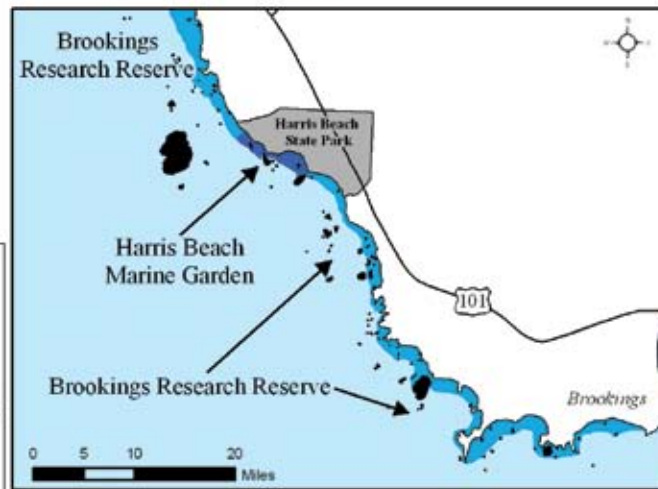 Brookings
Research Reserve
N
Harris Beach
State Park
Harris Beach
Marine Garden
101
Brookings Research Reserve
Brookings
0 5 10 20
Miles